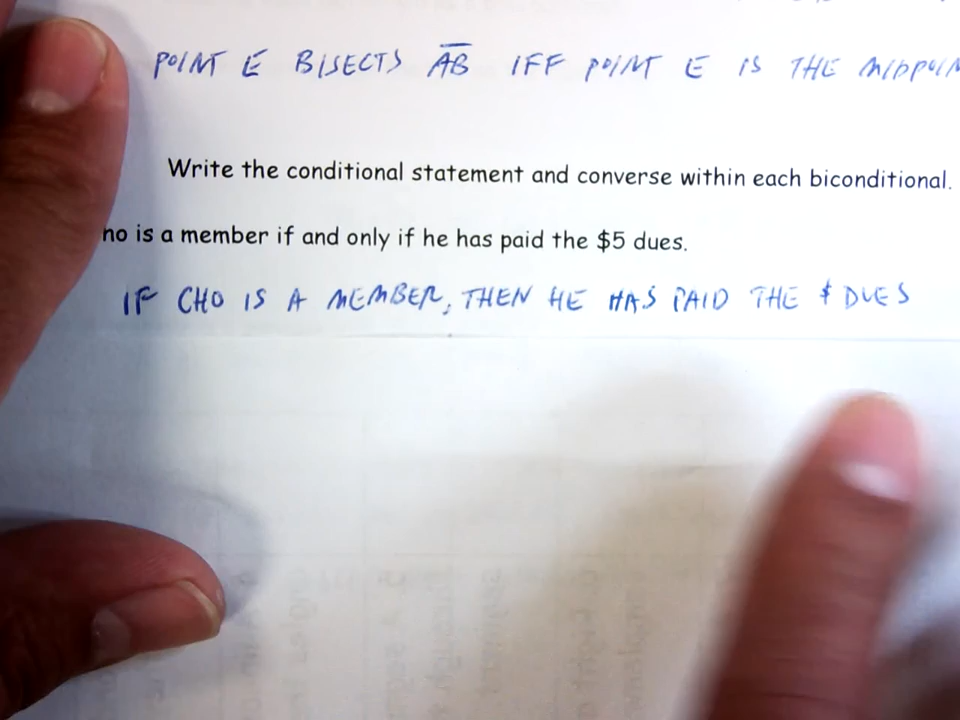 POINT E BISECTS AB IFF POINT E IS THE MIDPOIN
Write the conditional statement and converse within each biconditional.
no is a member if and only if he has paid the $5 dues.
IF CHO IS A MEMBER, THEN HE HAS PAID THE $ DUES